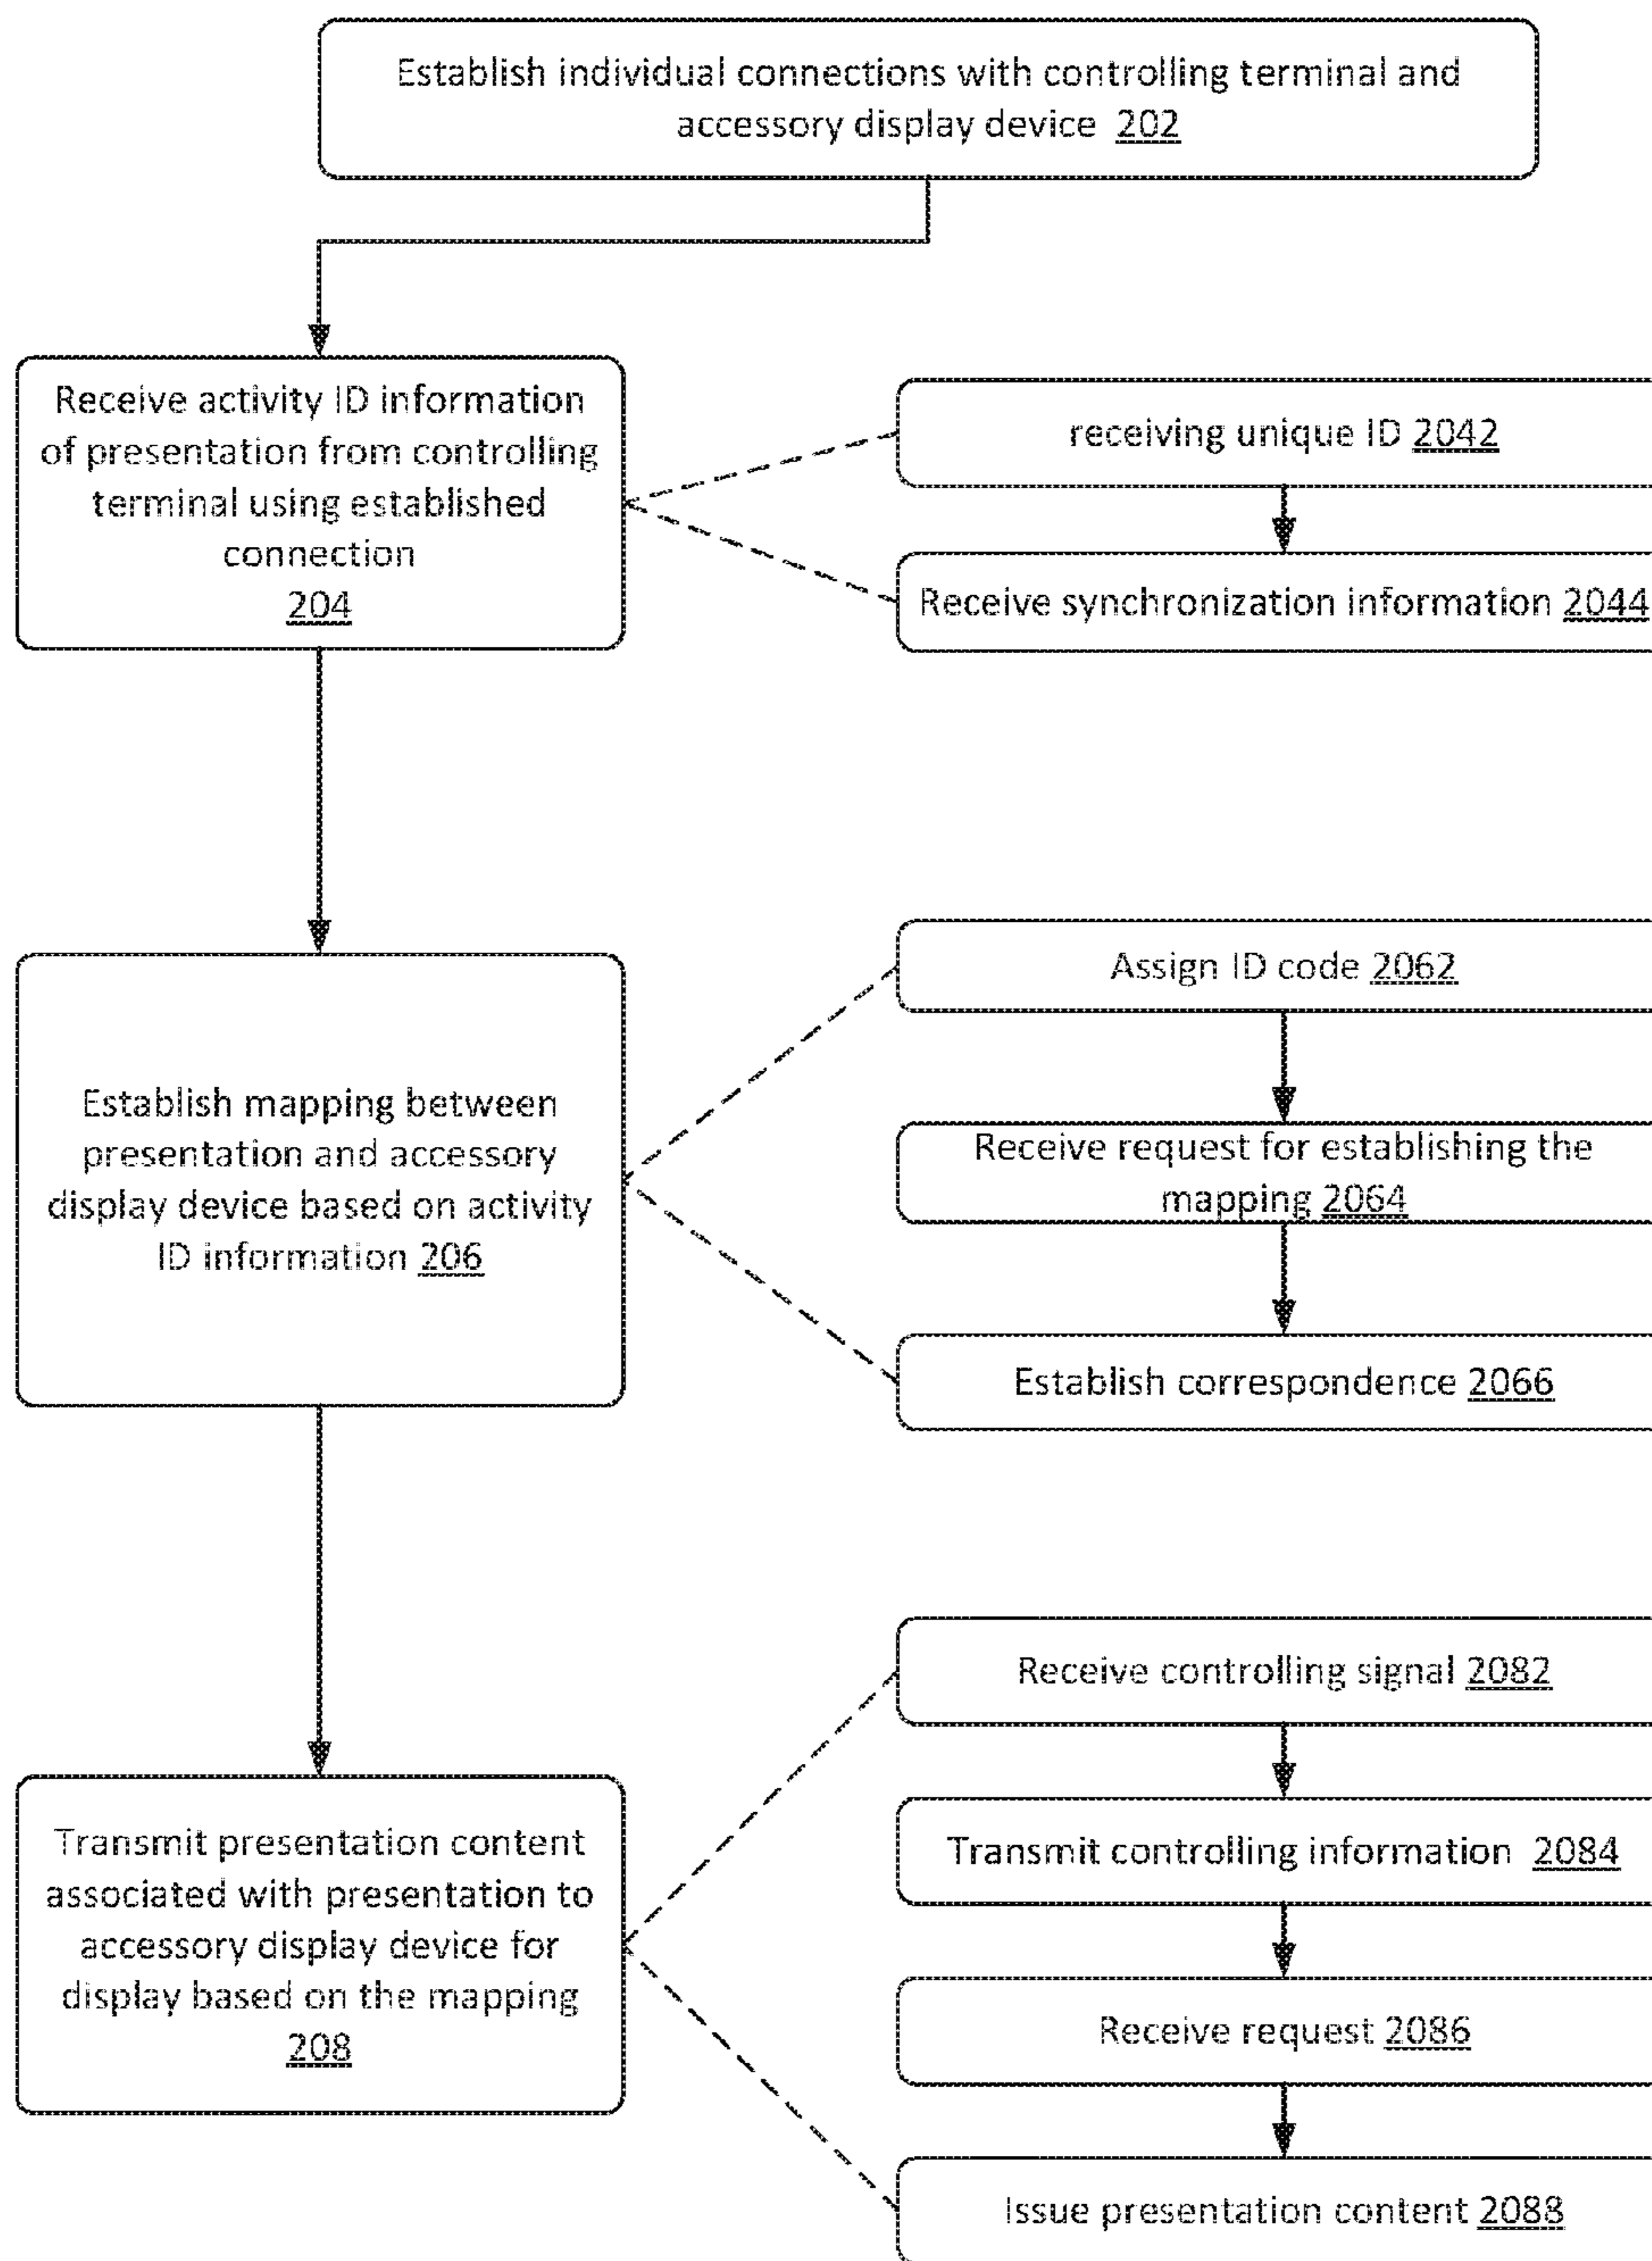 Establish individual connections with controlling terminal and
accessory display device 202
Receive activity ID information
of presentation from controlling
terminal using established
connection
204
receiving unique ID 2042
Receive synchronization information 2044
Establish mapping between
presentation and accessory
display device based on activity
ID information 206
Assign ID code 2062
Receive request for establishing the
mapping 2064
Establish correspondence 2066
Transmit presentation content
associated with presentation to
accessory display device for
display based on the mapping
208
Receive controlling signal 2082
Transmit controlling information 2084
Receive request 2086
Issue presentation content 2088